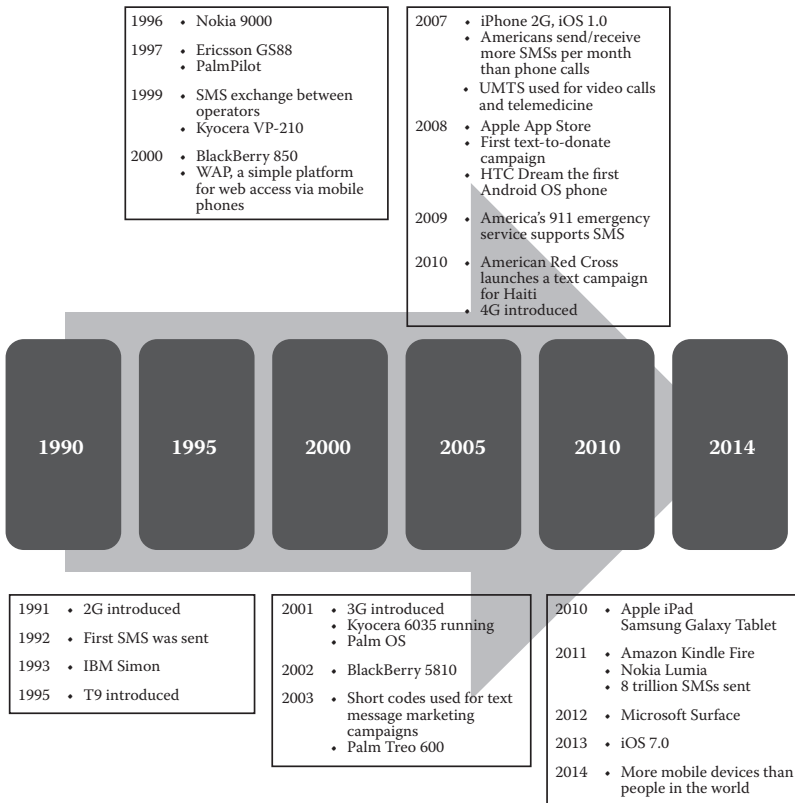 1996 • Nokia 9000
1997 • Ericsson GS88
• PalmPilot
1999 • SMS exchange between
operators
• Kyocera VP-210
2000 • BlackBerry 850
• WAP, a simple platform
for web access via mobile
phones
2007 • iPhone 2G, iOS 1.0
• Americans send/receive
more SMSs per month
than phone calls
• UMTS used for video calls
and telemedicine
2008 • Apple App Store
• First text-to-donate
campaign
• HTC Dream the first
Android OS phone
2009 • America’s 911 emergency
service supports SMS
2010 • American Red Cross
launches a text campaign
for Haiti
• 4G introduced
1990 1995 2000 2005 2010 2014
1991 • 2G introduced
1992 • First SMS was sent
1993 • IBM Simon
1995 • T9 introduced
2001 • 3G introduced
• Kyocera 6035 running
• Palm OS
2002 • BlackBerry 5810
2003 • Short codes used for text
message marketing
campaigns
• Palm Treo 600
2010 • Apple iPad
Samsung Galaxy Tablet
2011 • Amazon Kindle Fire
• Nokia Lumia
• 8 trillion SMSs sent
2012 • Microsoft Surface
2013 • iOS 7.0
2014 • More mobile devices than
people in the world